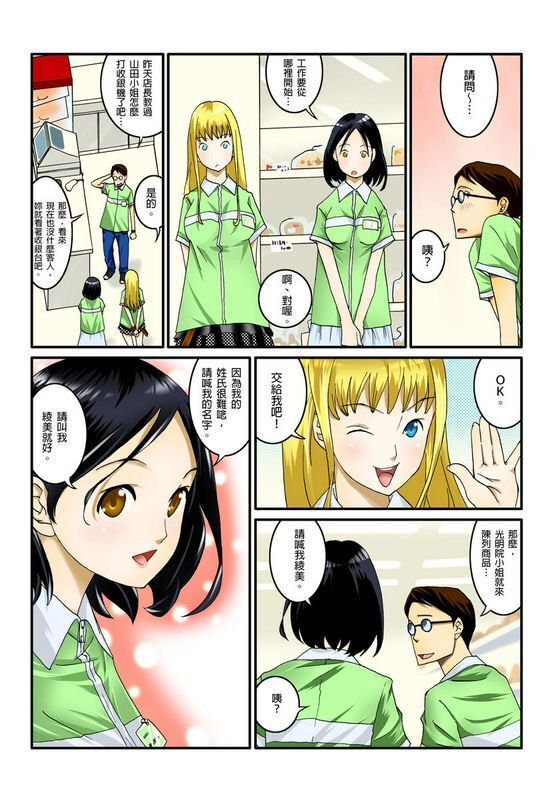 請問
～…
咦？
工作要從
哪裡開始…
啊、對喔。
昨天店長教過
山田小姐怎麼
打收銀機了吧…
是的。
那麼，看來
現在也沒什麼客人，
妳就看著收銀台吧。
OK。
交給我吧！
那麼，
光明院小姐就來
陳列商品…
請喊我綾美。
咦？
因為我的
姓氏很難唸，
請喊我的名字。
請叫我
綾美就好。